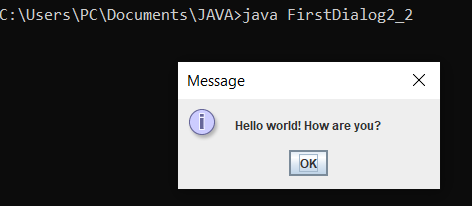 C:\Users\PC\Documents\JAVA>java FirstDialog2_2
Message
Hello world! How are you?
OK